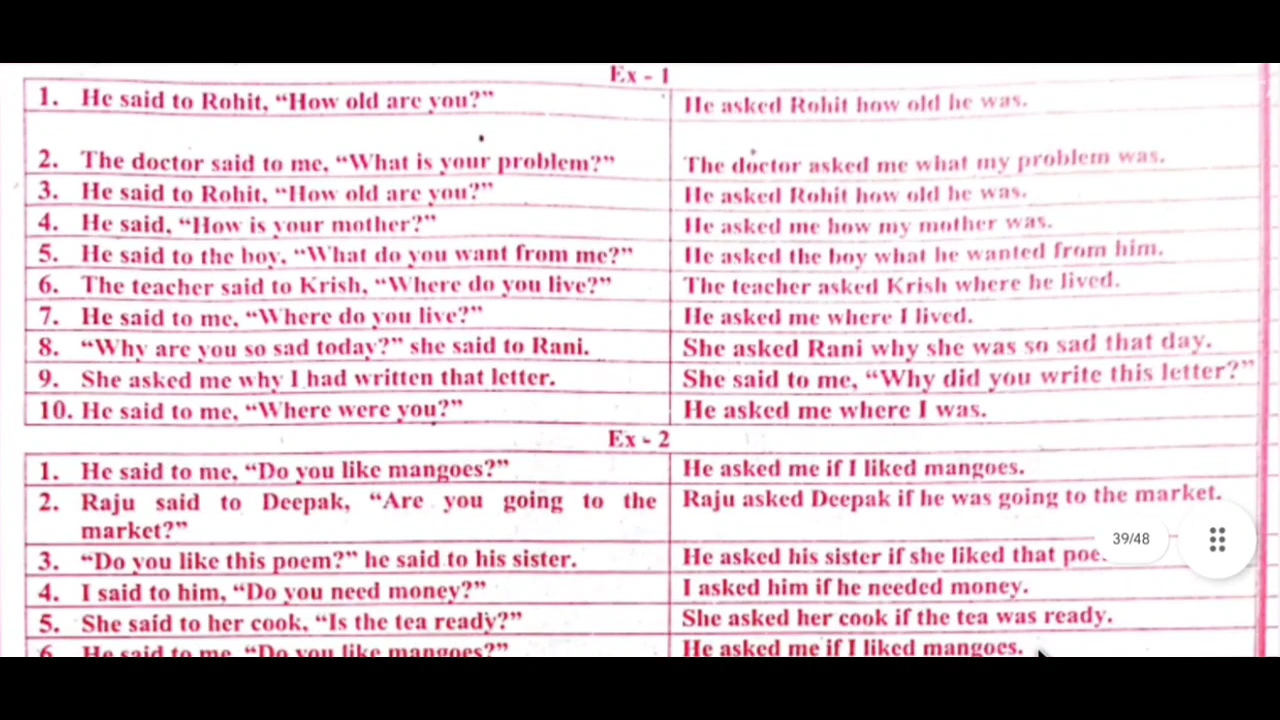 Ex - 1
1. He said to Rohit, “How old are you?” He asked Rohit how old he was.
2. The doctor said to me, “What is your problem?” The doctor asked me what my problem was.
3. He said to Rohit, “How old are you?” He asked Rohit how old he was.
4. He said, “How is your mother?” He asked me how my mother was.
5. He said to the boy, “What do you want from me?” He asked the boy what he wanted from him.
6. The teacher said to Krish, “Where do you live?” The teacher asked Krish where he lived.
7. He said to me, “Where do you live?” He asked me where I lived.
8. “Why are you so sad today?” she said to Rani. She asked Rani why she was so sad that day.
9. She asked me why I had written that letter. She said to me, “Why did you write this letter?”
10. He said to me, “Where were you?” He asked me where I was.
Ex - 2
1. He said to me, “Do you like mangoes?” He asked me if I liked mangoes.
2. Raju said to Deepak, “Are you going to the Raju asked Deepak if he was going to the market.
market?”
39/48
3. “Do you like this poem?” he said to his sister. He asked his sister if she liked that
4. I said to him, “Do you need money?” I asked him if he needed money.
5. She said to her cook, “Is the tea ready?” She asked her cook if the tea was ready.
6. He said to me, “Do you like mangoes?” He asked me if I liked mangoes.